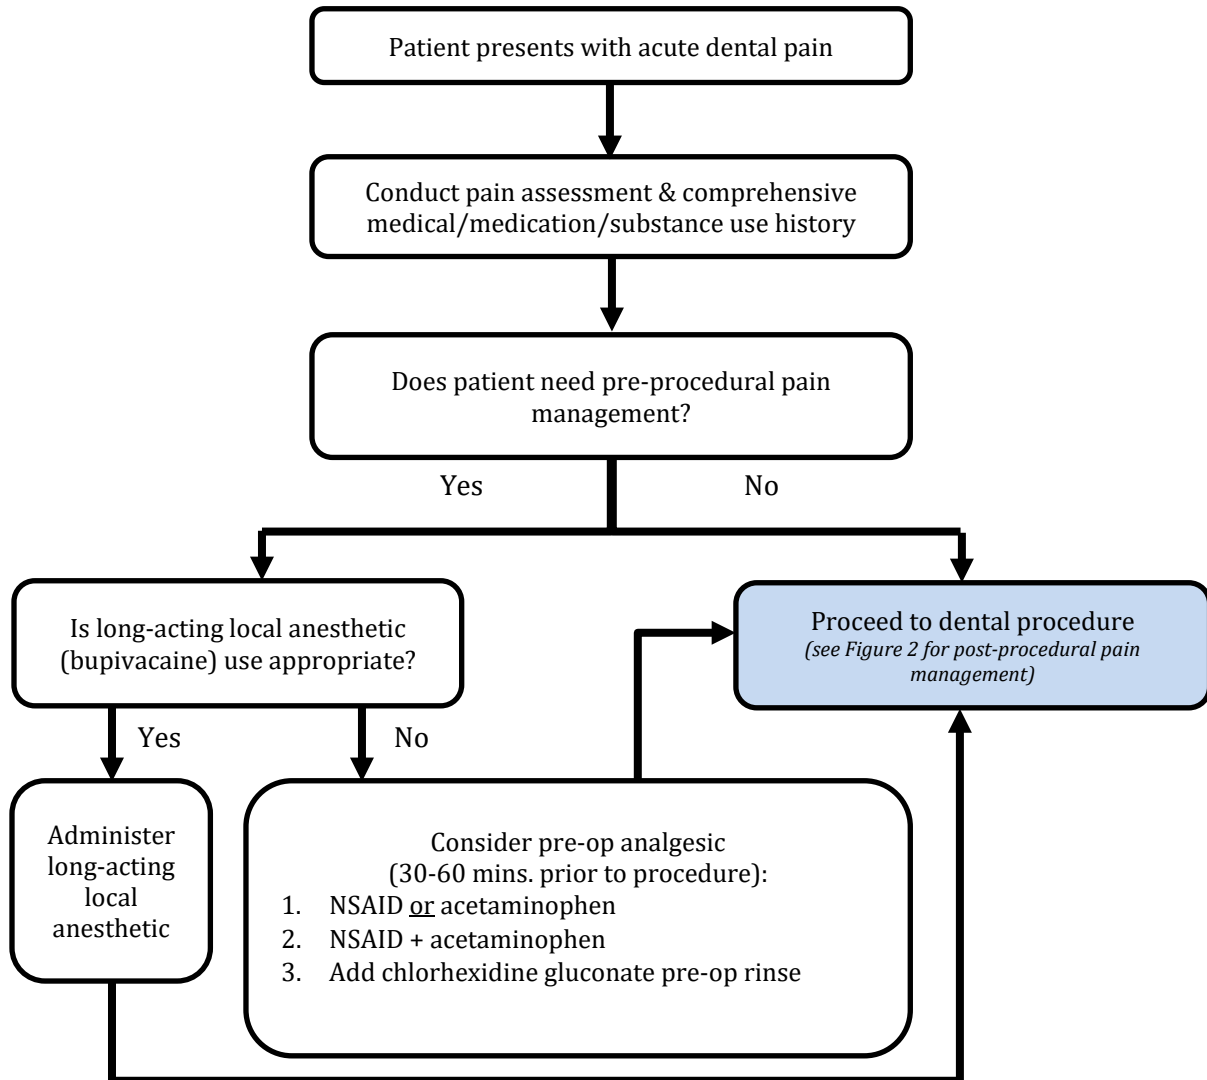 Patient presents with acute dental pain
Conduct pain assessment & comprehensive
medical/medication/substance use history
Does patient need pre-procedural pain
management?
Yes
No
Is long-acting local anesthetic
(bupivacaine) use appropriate?
Proceed to dental procedure
(see Figure 2 for post-procedural pain
management)
Yes
No
Administer
long-acting
local
anesthetic
Consider pre-op analgesic
(30-60 mins. prior to procedure):
1. NSAID or acetaminophen
2. NSAID + acetaminophen
3. Add chlorhexidine gluconate pre-op rinse